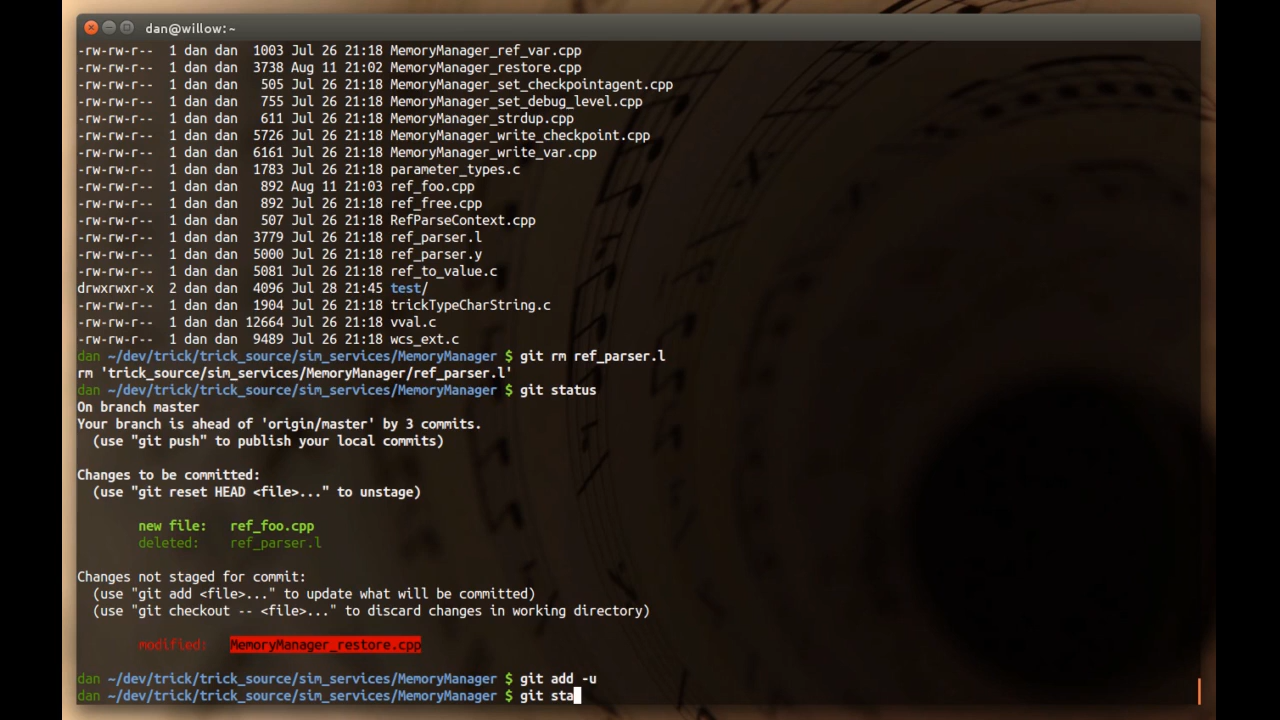 dan@willow: ~
-rw-rw-r-- 1 dan dan 1003 Jul 26 21:18 MemoryManager_ref_var.cpp
-rw-rw-r-- 1 dan dan 3738 Aug 11 21:02 MemoryManager_restore.cpp
-rw-rw-r-- 1 dan dan 505 Jul 26 21:18 MemoryManager_set_checkpointagent.cpp
-rw-rw-r-- 1 dan dan 755 Jul 26 21:18 MemoryManager_set_debug_level.cpp
-rw-rw-r-- 1 dan dan 611 Jul 26 21:18 MemoryManager_strdup.cpp
-rw-rw-r-- 1 dan dan 5726 Jul 26 21:18 MemoryManager_write_checkpoint.cpp
-rw-rw-r-- 1 dan dan 6161 Jul 26 21:18 MemoryManager_write_var.cpp
-rw-rw-r-- 1 dan dan 1783 Jul 26 21:18 parameter_types.c
-rw-rw-r-- 1 dan dan 892 Aug 11 21:03 ref_foo.cpp
-rw-rw-r-- 1 dan dan 892 Jul 26 21:18 ref_free.cpp
-rw-rw-r-- 1 dan dan 507 Jul 26 21:18 RefParseContext.cpp
-rw-rw-r-- 1 dan dan 3779 Jul 26 21:18 ref_parser.l
-rw-rw-r-- 1 dan dan 5000 Jul 26 21:18 ref_parser.y
-rw-rw-r-- 1 dan dan 5081 Jul 26 21:18 ref_to_value.c
drwxrwxr-x 2 dan dan 4096 Jul 28 21:45 test/
-rw-rw-r-- 1 dan dan 1904 Jul 26 21:18 trickTypeCharString.c
-rw-rw-r-- 1 dan dan 12664 Jul 26 21:18 vval.c
-rw-rw-r-- 1 dan dan 9489 Jul 26 21:18 wcs_ext.c
dan ~/dev/trick/trick_source/sim_services/MemoryManager $ git rm ref_parser.l
rm 'trick_source/sim_services/MemoryManager/ref_parser.l'
dan ~/dev/trick/trick_source/sim_services/MemoryManager $ git status
On branch master
Your branch is ahead of 'origin/master' by 3 commits.
(use "git push" to publish your local commits)
Changes to be committed:
(use "git reset HEAD <file>..." to unstage)
new file: ref_foo.cpp
deleted: ref_parser.l
Changes not staged for commit:
(use "git add <file>..." to update what will be committed)
(use "git checkout -- <file>..." to discard changes in working directory)
modified: MemoryManager_restore.cpp
dan ~/dev/trick/trick_source/sim_services/MemoryManager $ git add -u
dan ~/dev/trick/trick_source/sim_services/MemoryManager $ git sta